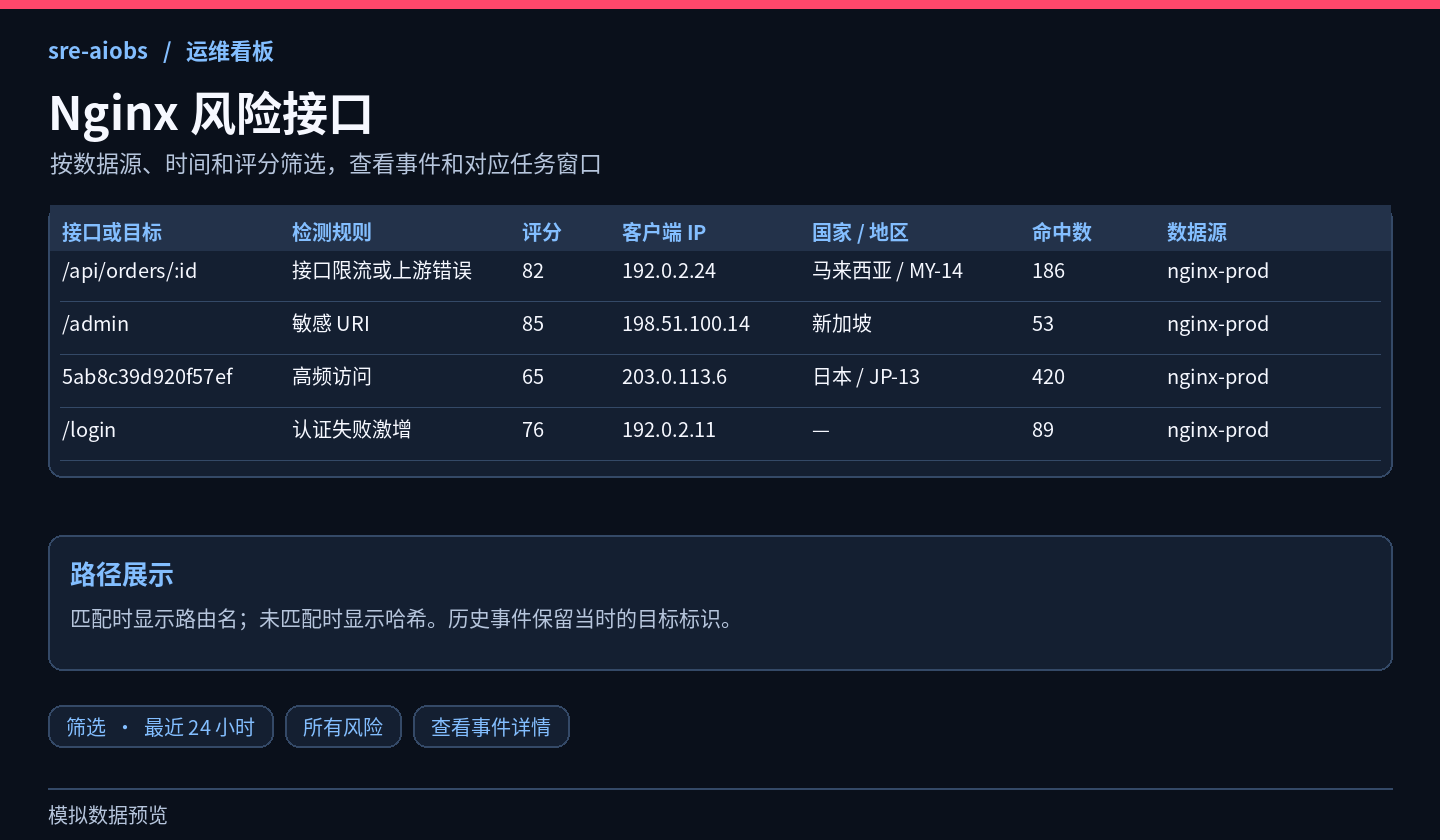 sre-aiobs / 运维看板
Nginx 风险接口
按数据源、时间和评分筛选，查看事件和对应任务窗口
接口或目标 检测规则 评分 客户端 IP 国家 / 地区 命中数 数据源
/api/orders/:id 接口限流或上游错误 82 192.0.2.24 马来西亚 / MY-14 186 nginx-prod
/admin 敏感 URI 85 198.51.100.14 新加坡 53 nginx-prod
5ab8c39d920f57ef 高频访问 65 203.0.113.6 日本 / JP-13 420 nginx-prod
/login 认证失败激增 76 192.0.2.11 — 89 nginx-prod
路径展示
匹配时显示路由名；未匹配时显示哈希。历史事件保留当时的目标标识。
筛选 · 最近 24 小时 所有风险 查看事件详情
模拟数据预览